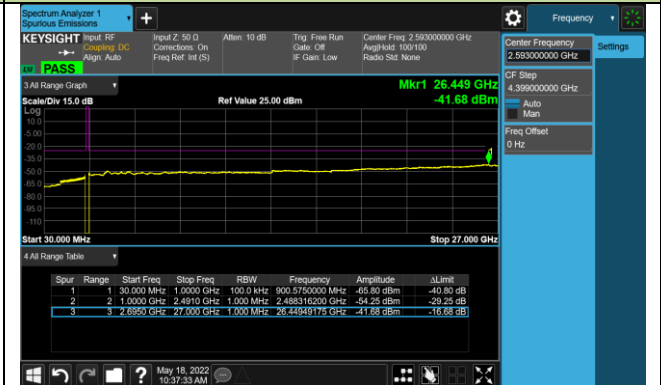 Spectrum Analyzer 1
Spurious Emissions
Frequency
KEYSIGHT
Input: RF
Coupling: DC
Align: Auto
Input Z: 50 Ω
Corrections: On
Freq Ref: Int (S)
Atten: 10 dB
Trig: Free Run
Gate: Off
IF Gain: Low
Center Freq: 2.593000000 GHz
Avg|Hold: 100/100
Radio Std: None
PASS
Center Frequency
2.593000000 GHz
Settings
CF Step
4.399000000 GHz
Auto
Man
Freq Offset
0 Hz
3 All Range Graph
Mkr1 26.449 GHz
-41.68 dBm
Scale/Div 15.0 dB
Ref Value 25.00 dBm
Log
10.0
-5.00
-20.0
-35.0
-50.0
-65.0
-80.0
-95.0
-110
Start 30.000 MHz
Stop 27.000 GHz
4 All Range Table
Spur Range Start Freq Stop Freq RBW Frequency Amplitude ΔLimit
1 1 30.000 MHz 1.0000 GHz 100.0 kHz 900.5750000 MHz -65.80 dBm -40.80 dB
2 2 1.0000 GHz 2.4910 GHz 1.000 MHz 2.488316200 GHz -54.25 dBm -29.25 dB
3 3 2.6950 GHz 27.000 GHz 1.000 MHz 26.44949175 GHz -41.68 dBm -16.68 dB
May 18, 2022
10:37:33 AM